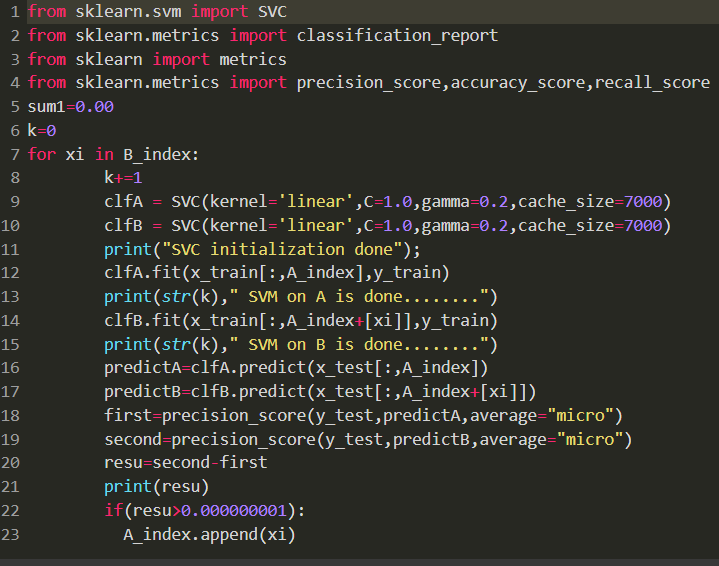 1 from sklearn.svm import SVC
2 from sklearn.metrics import classification_report
3 from sklearn import metrics
4 from sklearn.metrics import precision_score,accuracy_score,recall_score
5 sum1=0.00
6 k=0
7 for xi in B_index:
8         k+=1
9         clfA = SVC(kernel='linear',C=1.0,gamma=0.2,cache_size=7000)
10         clfB = SVC(kernel='linear',C=1.0,gamma=0.2,cache_size=7000)
11         print("SVC initialization done");
12         clfA.fit(x_train[:,A_index],y_train)
13         print(str(k)," SVM on A is done........")
14         clfB.fit(x_train[:,A_index+[xi]],y_train)
15         print(str(k)," SVM on B is done........")
16         predictA=clfA.predict(x_test[:,A_index])
17         predictB=clfB.predict(x_test[:,A_index+[xi]])
18         first=precision_score(y_test,predictA,average="micro")
19         second=precision_score(y_test,predictB,average="micro")
20         resu=second-first
21         print(resu)
22         if(resu>0.000000001):
23           A_index.append(xi)